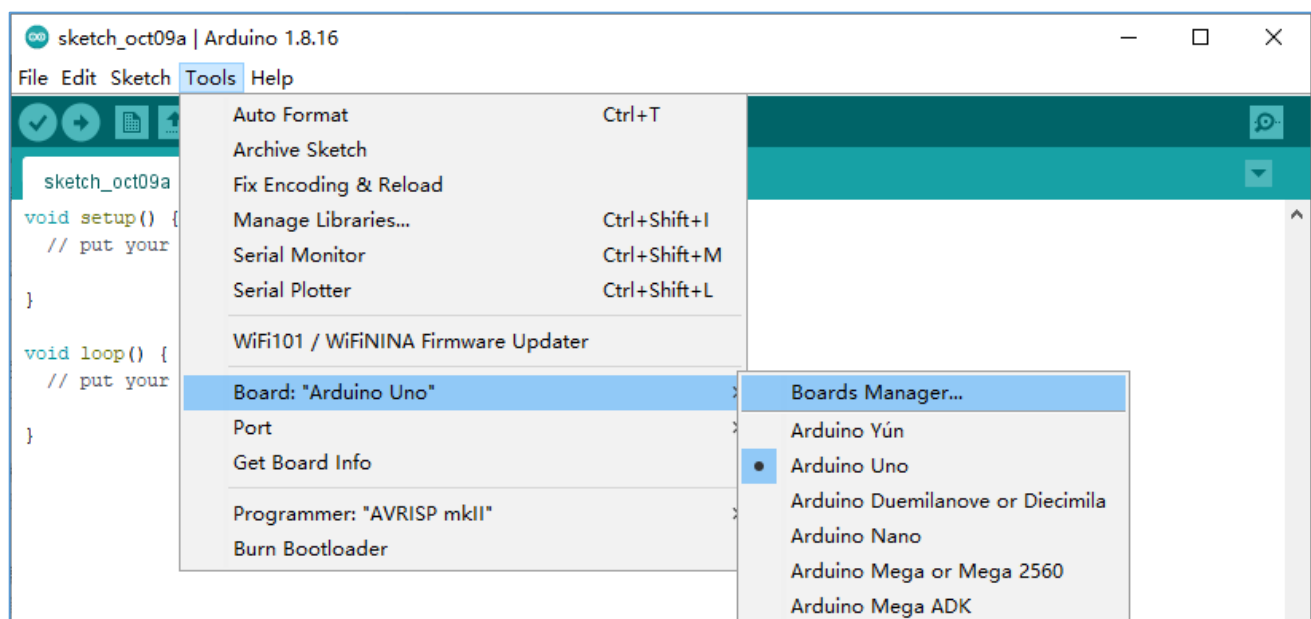 sketch_oct09a | Arduino 1.8.16
File Edit Sketch Tools Help
Auto Format Ctrl+T
Archive Sketch
Fix Encoding & Reload
Manage Libraries... Ctrl+Shift+I
Serial Monitor Ctrl+Shift+M
Serial Plotter Ctrl+Shift+L
WiFi101 / WiFiNINA Firmware Updater
Board: "Arduino Uno"
Port
Get Board Info
Programmer: "AVRISP mkII"
Burn Bootloader
Boards Manager...
Arduino Yún
Arduino Uno
Arduino Duemilanove or Diecimila
Arduino Nano
Arduino Mega or Mega 2560
Arduino Mega ADK
sketch_oct09a
void setup() {
// put your
}
void loop() {
// put your
}